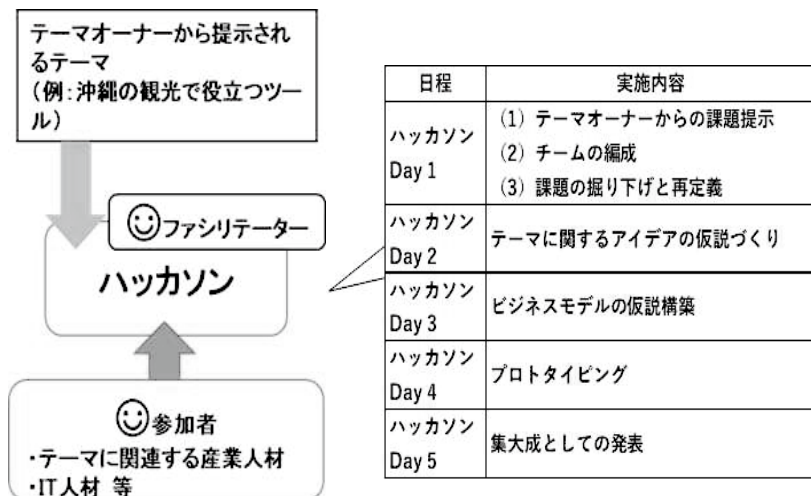 テーマオーナーから提示され
るテーマ
(例:沖縄の観光で役立つツー
ル)
ファシリテーター
ハッカソン
参加者
・テーマに関連する産業人材
・IT人材 等
日程
実施内容
ハッカソン
Day 1
(1) テーマオーナーからの課題提示
(2) チームの編成
(3) 課題の掘り下げと再定義
ハッカソン
Day 2
テーマに関するアイデアの仮説づくり
ハッカソン
Day 3
ビジネスモデルの仮説構築
ハッカソン
Day 4
プロトタイピング
ハッカソン
Day 5
集大成としての発表